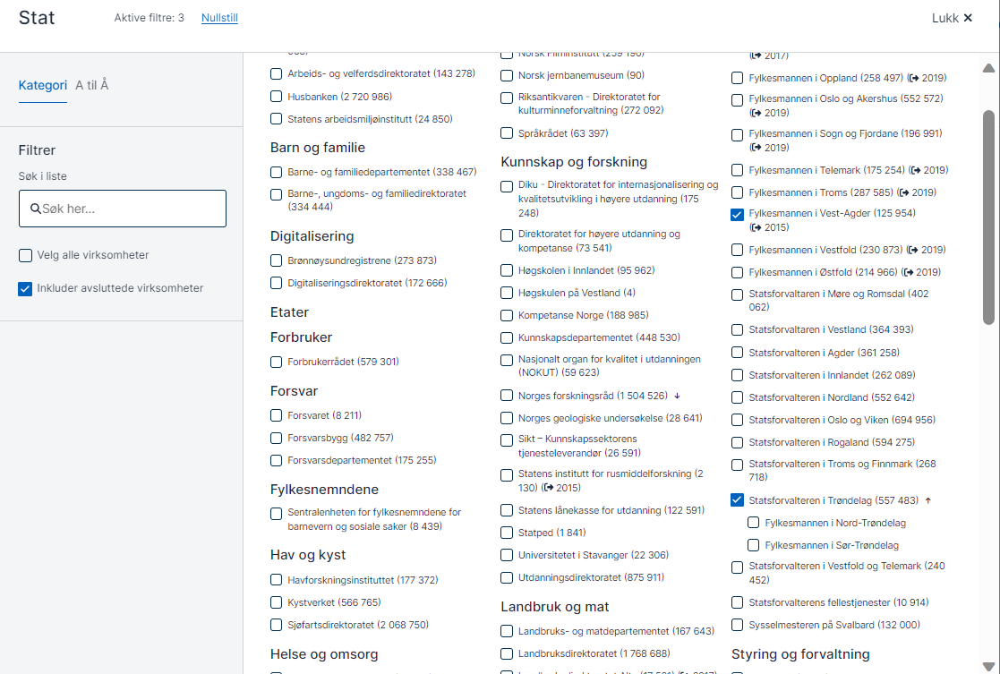 Stat
Aktive filtre: 3
Nullstill
Lukk
Kategori
A til Å
Filtrer
Søk i liste
Søk her...
Velg alle virksomheter
Inkluder avsluttede virksomheter
Arbeids- og velferdsdirektoratet (143 278)
Husbanken (2 720 986)
Statens arbeidsmiljøinstitutt (24 850)
Barn og familie
Barne- og familiedepartementet (338 467)
Barne-, ungdoms- og familiedirektoratet
(334 444)
Digitalisering
Brønnøysundregistrene (273 873)
Digitaliseringsdirektoratet (172 666)
Etater
Forbruker
Forbrukerrådet (579 301)
Forsvar
Forsvaret (8 211)
Forsvarsbygg (482 757)
Forsvarsdepartementet (175 255)
Fylkesnemndene
Sentralenheten for fylkesnemndene for
barnevern og sosiale saker (8 439)
Hav og kyst
Havforskningsinstituttet (177 372)
Kystverket (566 765)
Sjøfartsdirektoratet (2 068 750)
Helse og omsorg
Norsk Filminstitutt (259 190)
Norsk jernbanemuseum (90)
Riksantikvaren - Direktoratet for
kulturminneforvaltning (272 092)
Språkrådet (63 397)
Kunnskap og forskning
Diku - Direktoratet for internasjonalisering og
kvalitetsutvikling i høyere utdanning (175
248)
Direktoratet for høyere utdanning og
kompetanse (73 541)
Høgskolen i Innlandet (95 962)
Høgskulen på Vestland (4)
Kompetanse Norge (188 985)
Kunnskapsdepartementet (448 530)
Nasjonalt organ for kvalitet i utdanningen
(NOKUT) (59 623)
Norges forskningsråd (1 504 526)
Norges geologiske undersøkelse (28 641)
Sikt – Kunnskapssektorens
tjenesteleverandør (26 591)
Statens institutt for rusmiddelforskning (2
130) (2015)
Statens lånekasse for utdanning (122 591)
Statped (1 841)
Universitetet i Stavanger (22 306)
Utdanningsdirektoratet (875 911)
Landbruk og mat
Landbruks- og matdepartementet (167 643)
Landbruksdirektoratet (1 768 688)
2017)
Fylkesmannen i Oppland (258 497) (2019)
Fylkesmannen i Oslo og Akershus (552 572)
(2019)
Fylkesmannen i Sogn og Fjordane (196 991)
(2019)
Fylkesmannen i Telemark (175 254) (2019)
Fylkesmannen i Troms (287 585) (2019)
Fylkesmannen i Vest-Agder (125 954)
(2015)
Fylkesmannen i Vestfold (230 873) (2019)
Fylkesmannen i Østfold (214 966) (2019)
Statsforvaltaren i Møre og Romsdal (402
062)
Statsforvaltaren i Vestland (364 393)
Statsforvalteren i Agder (361 258)
Statsforvalteren i Innlandet (262 089)
Statsforvalteren i Nordland (552 642)
Statsforvalteren i Oslo og Viken (694 956)
Statsforvalteren i Rogaland (594 275)
Statsforvalteren i Troms og Finnmark (268
718)
Statsforvalteren i Trøndelag (557 483)
Fylkesmannen i Nord-Trøndelag
Fylkesmannen i Sør-Trøndelag
Statsforvalteren i Vestfold og Telemark (240
452)
Statsforvalterens fellestjenester (10 914)
Sysselmesteren på Svalbard (132 000)
Styring og forvaltning